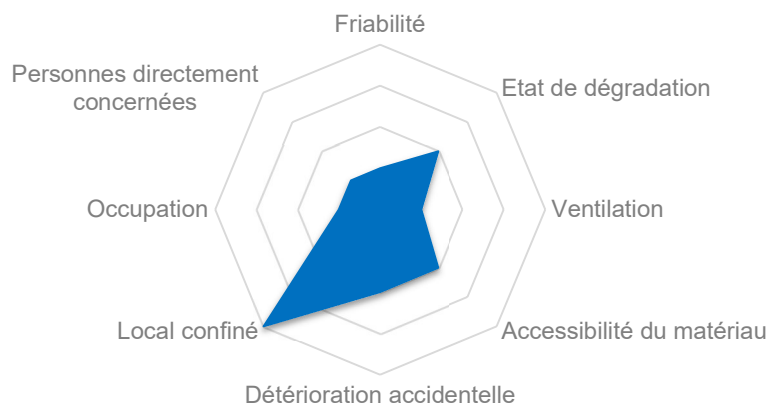 Friabilité
Personnes directement
concernées
Etat de dégradation
Occupation
Ventilation
Local confiné
Accessibilité du matériau
Détérioration accidentelle